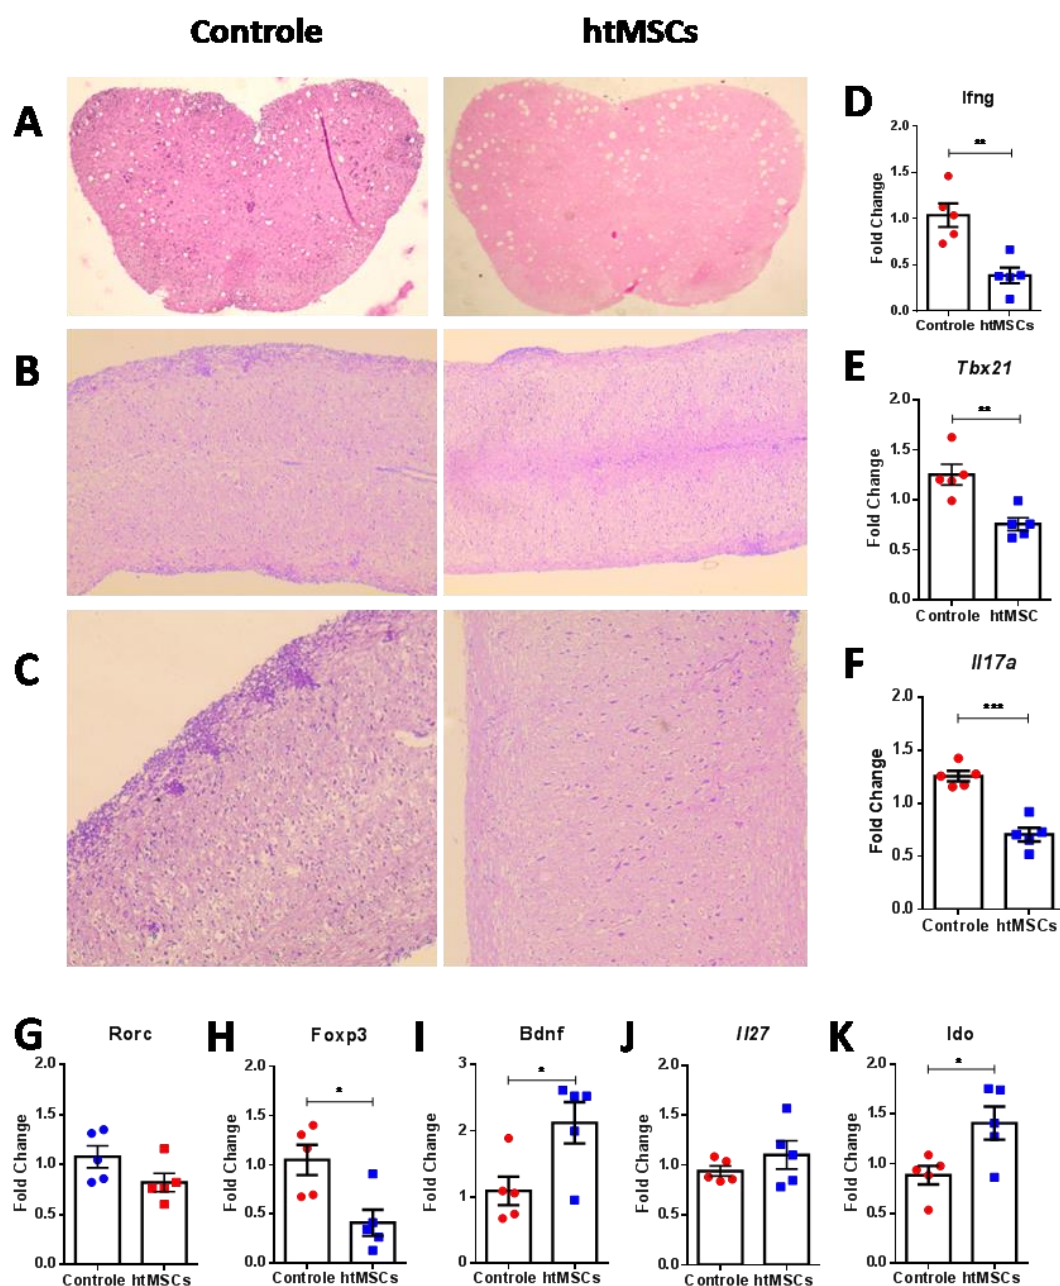 Controle
htMSCs
A
B
C
D
Ifng
Fold Change
2.0
1.5
1.0
0.5
0.0
**
Controle htMSCs
E
Tbx21
Fold Change
2.0
1.5
1.0
0.5
0.0
**
Controle htMSC
F
Il17a
Fold Change
2.0
1.5
1.0
0.5
0.0
***
Controle htMSCs
G
Rorc
Fold Change
2.0
1.5
1.0
0.5
0.0
Controle htMSCs
H
Foxp3
Fold Change
2.0
1.5
1.0
0.5
0.0
*
Controle htMSCs
I
Bdnf
Fold Change
3
2
1
0
*
Controle htMSCs
J
Il27
Fold Change
2.0
1.5
1.0
0.5
0.0
Controle htMSCs
K
Ido
Fold Change
2.0
1.5
1.0
0.5
0.0
*
Controle htMSCs